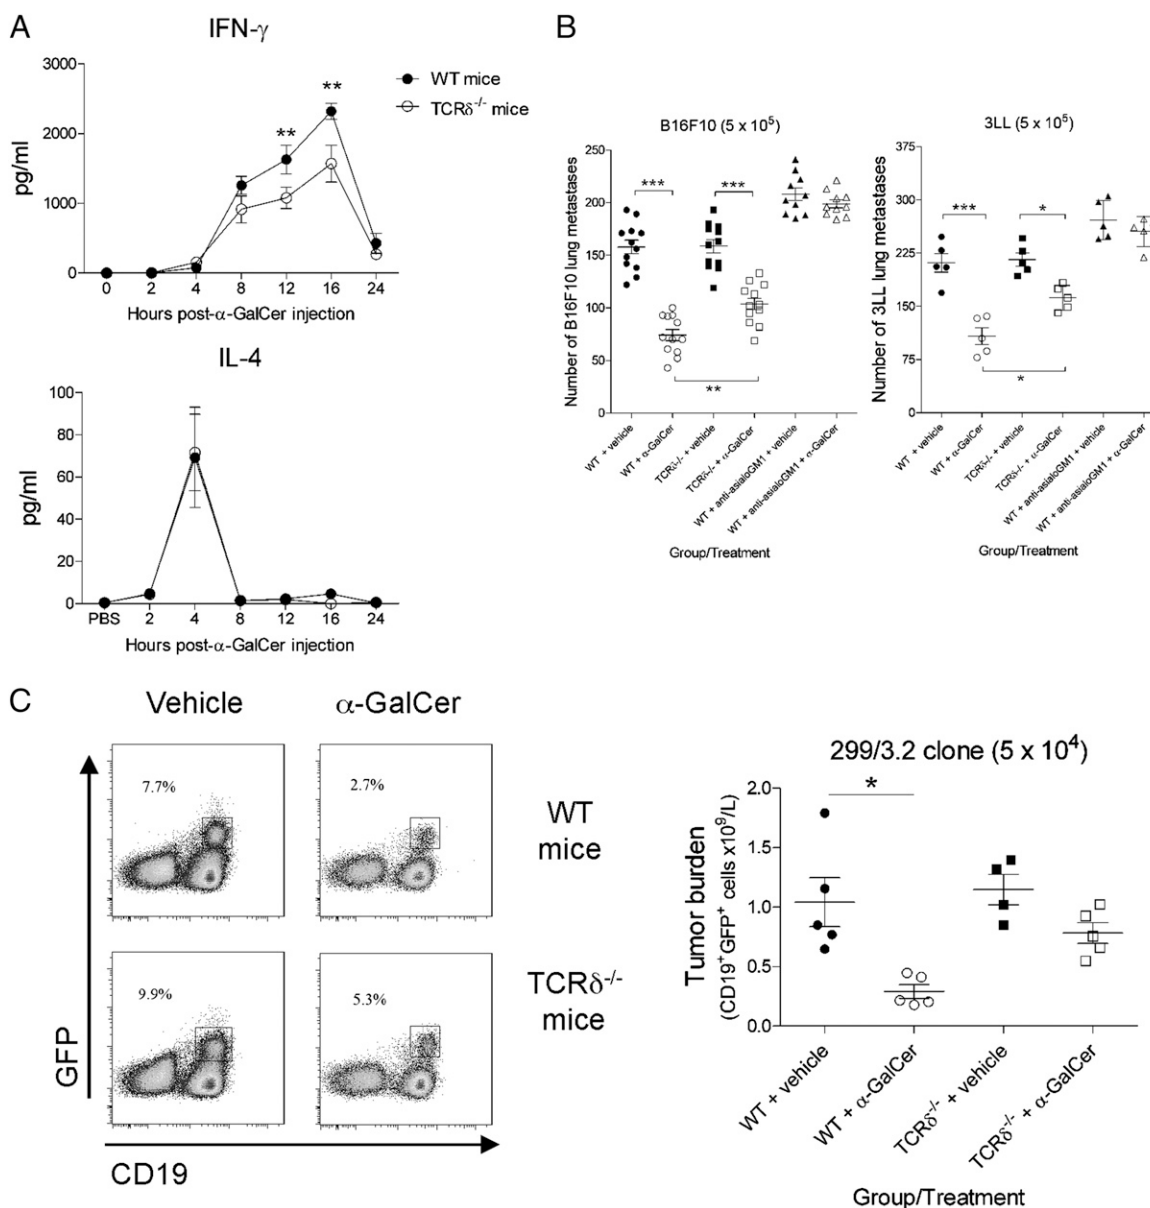 A
IFN-γ
3000
2000
1000
0
pg/ml
**
**
WT mice
TCRδ-/- mice
0 2 4 8 12 16 24
Hours post-α-GalCer injection
IL-4
100
80
60
40
20
0
pg/ml
PBS 2 4 8 12 16 24
Hours post-α-GalCer injection
B
B16F10 (5 x 10⁵)
250
200
150
100
50
0
Number of B16F10 lung metastases
*** ***
**
WT + vehicle
WT + α-GalCer
TCRδ-/- + vehicle
TCRδ-/- + α-GalCer
WT + anti-asialoGM1 + vehicle
WT + anti-asialoGM1 + α-GalCer
Group/Treatment
3LL (5 x 10⁵)
300
225
150
75
0
Number of 3LL lung metastases
*** *
*
WT + vehicle
WT + α-GalCer
TCRδ-/- + vehicle
TCRδ-/- + α-GalCer
WT + anti-asialoGM1 + vehicle
WT + anti-asialoGM1 + α-GalCer
Group/Treatment
C
Vehicle α-GalCer
7.7% 2.7%
WT
mice
9.9% 5.3%
TCRδ-/-
mice
GFP
CD19
299/3.2 clone (5 x 10⁴)
*
2.0
1.5
1.0
0.5
0.0
Tumor burden
(CD19⁺GFP⁺ cells x10⁹/L)
WT + vehicle
WT + α-GalCer
TCRδ-/- + vehicle
TCRδ-/- + α-GalCer
Group/Treatment